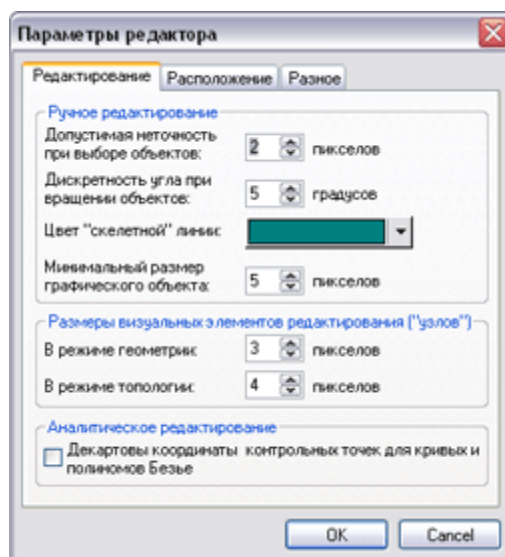 Параметры редактора
Редактирование Расположение Разное
Ручное редактирование
Допустимая неточность
при выборе объектов: 2 пикселов
Дискретность угла при
вращении объектов: 5 градусов
Цвет "скелетной" линии:
Минимальный размер
графического объекта: 5 пикселов
Размеры визуальных элементов редактирования ("узлов")
В режиме геометрии: 3 пикселов
В режиме топологии: 4 пикселов
Аналитическое редактирование
Декартовы координаты контрольных точек для кривых и
полиномов Безье
OK Cancel